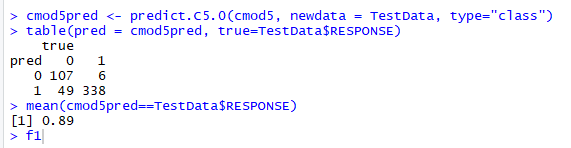 > cmod5pred <- predict.C5.0(cmod5, newdata = TestData, type="class")
> table(pred = cmod5pred, true=TestData$RESPONSE)
    true
pred   0   1
   0 107   6
   1  49 338
> mean(cmod5pred==TestData$RESPONSE)
[1] 0.89
> f1